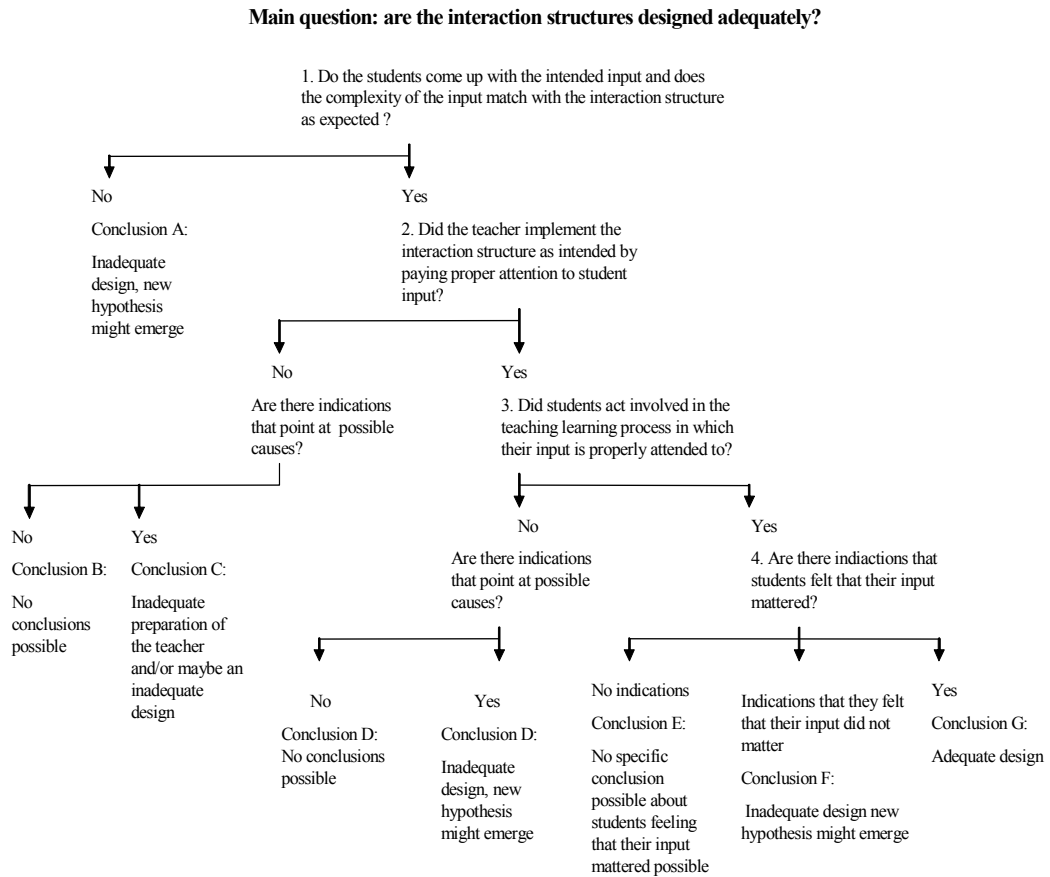 Main question: are the interaction structures designed adequately?
1. Do the students come up with the intended input and does
the complexity of the input match with the interaction structure
as expected ?
No
Conclusion A:
Inadequate
design, new
hypothesis
might emerge
Yes
2. Did the teacher implement the
interaction structure as intended by
paying proper attention to student
input?
No
Are there indications
that point at possible
causes?
Yes
3. Did students act involved in the
teaching learning process in which
their input is properly attended to?
No
Conclusion B:
No
conclusions
possible
Yes
Conclusion C:
Inadequate
preparation of
the teacher
and/or maybe an
inadequate
design
No
Are there indications
that point at possible
causes?
Yes
4. Are there indiactions that
students felt that their input
mattered?
No
Conclusion D:
No conclusions
possible
Yes
Conclusion D:
Inadequate
design, new
hypothesis
might emerge
No indications
Conclusion E:
No specific
conclusion
possible about
students feeling
that their input
mattered possible
Indications that they felt
that their input did not
matter
Conclusion F:
Inadequate design new
hypothesis might emerge
Yes
Conclusion G:
Adequate design